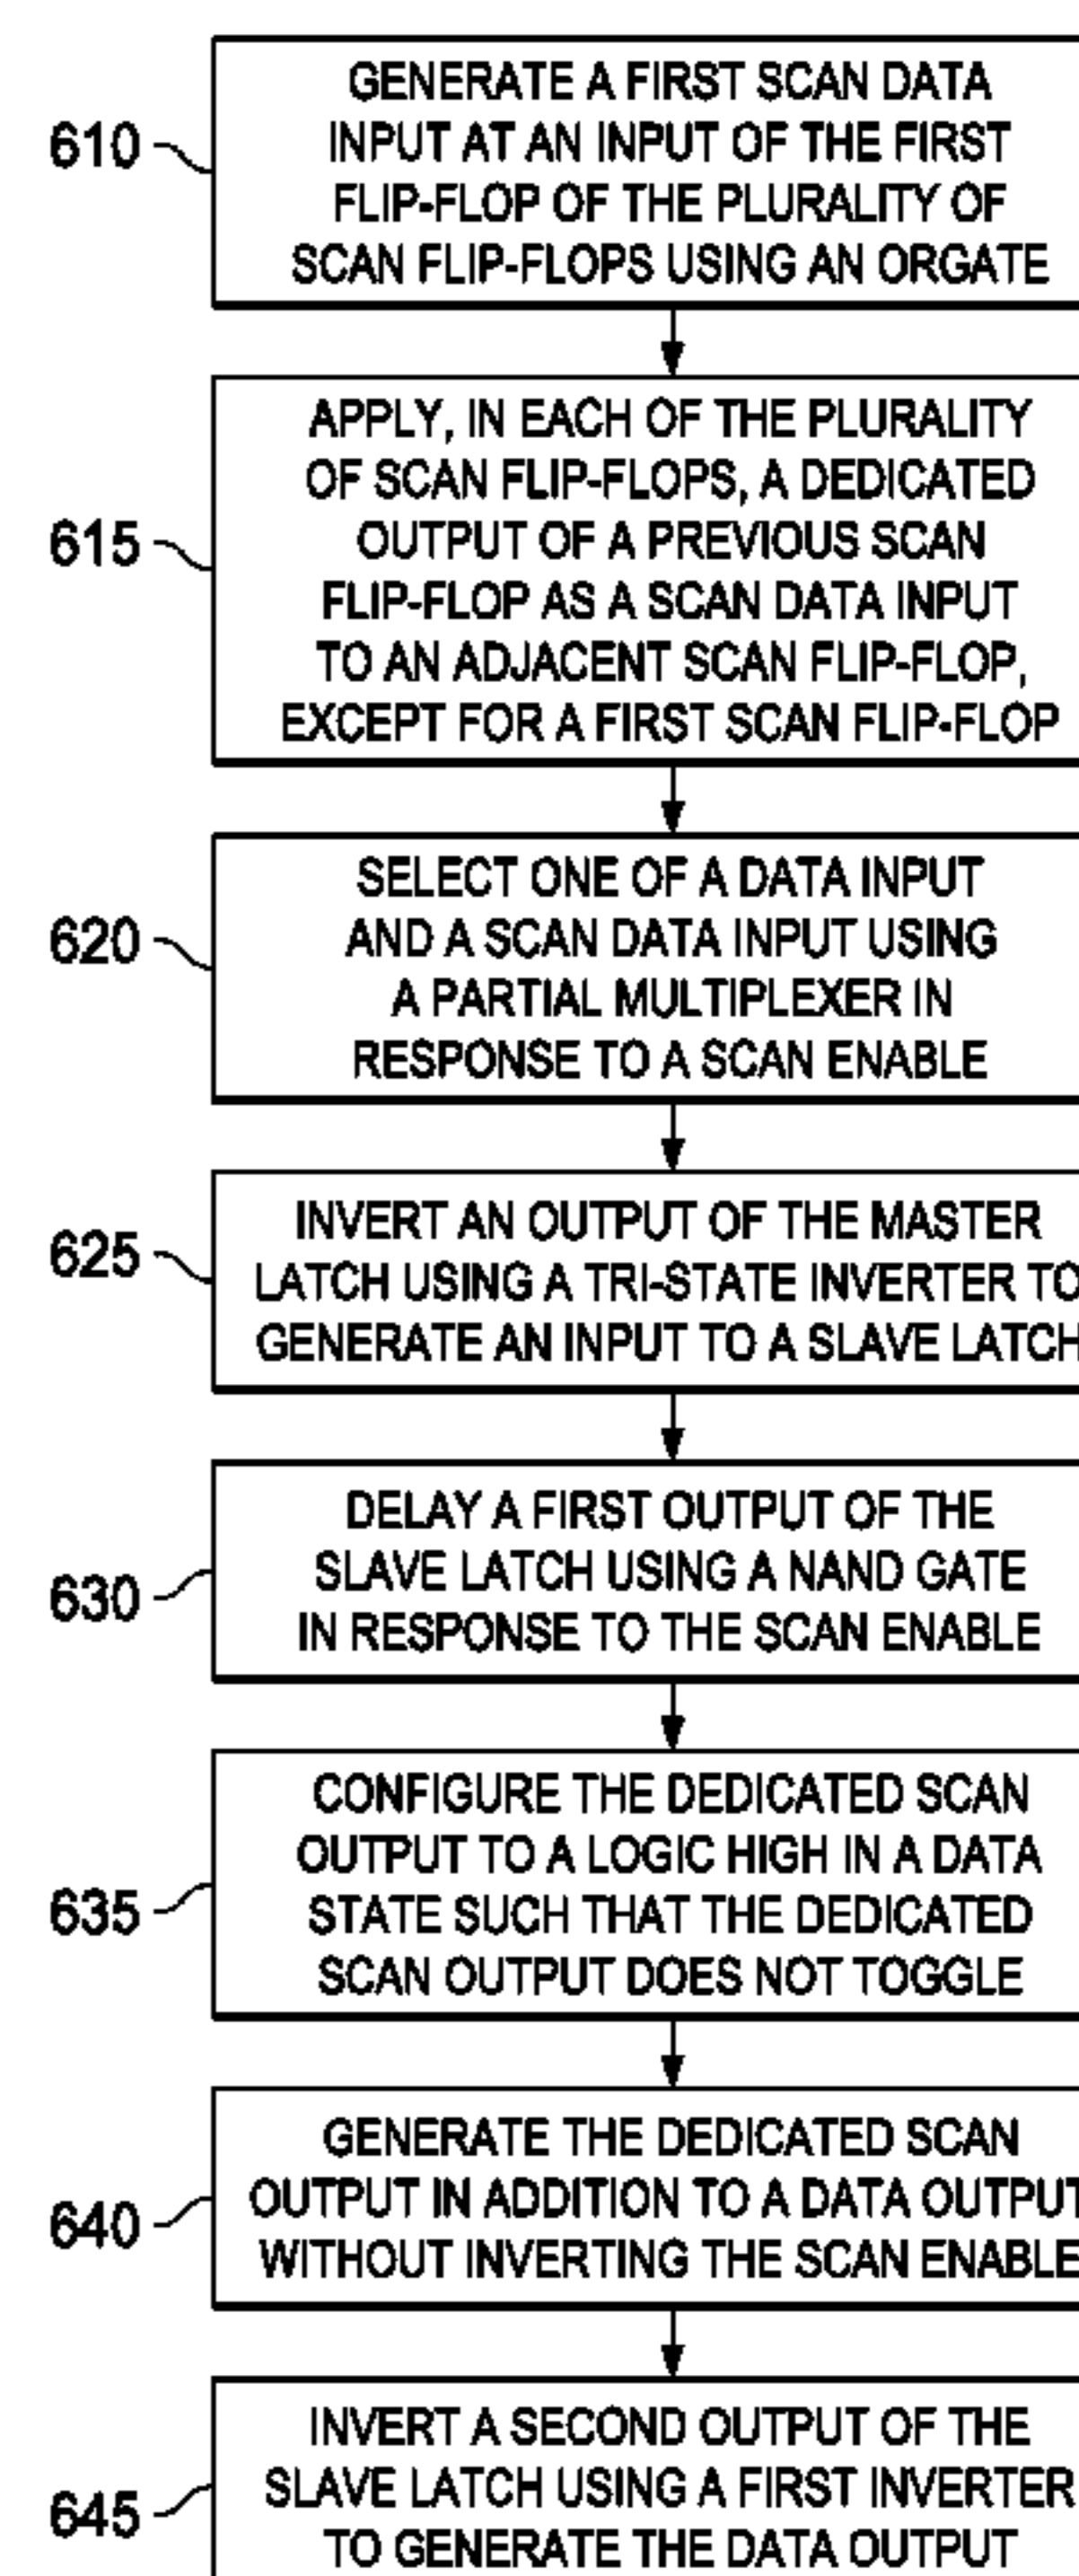 610
GENERATE A FIRST SCAN DATA
INPUT AT AN INPUT OF THE FIRST
FLIP-FLOP OF THE PLURALITY OF
SCAN FLIP-FLOPS USING AN ORGATE
615
APPLY, IN EACH OF THE PLURALITY
OF SCAN FLIP-FLOPS, A DEDICATED
OUTPUT OF A PREVIOUS SCAN
FLIP-FLOP AS A SCAN DATA INPUT
TO AN ADJACENT SCAN FLIP-FLOP,
EXCEPT FOR A FIRST SCAN FLIP-FLOP
620
SELECT ONE OF A DATA INPUT
AND A SCAN DATA INPUT USING
A PARTIAL MULTIPLEXER IN
RESPONSE TO A SCAN ENABLE
625
INVERT AN OUTPUT OF THE MASTER
LATCH USING A TRI-STATE INVERTER TO
GENERATE AN INPUT TO A SLAVE LATCH
630
DELAY A FIRST OUTPUT OF THE
SLAVE LATCH USING A NAND GATE
IN RESPONSE TO THE SCAN ENABLE
635
CONFIGURE THE DEDICATED SCAN
OUTPUT TO A LOGIC HIGH IN A DATA
STATE SUCH THAT THE DEDICATED
SCAN OUTPUT DOES NOT TOGGLE
640
GENERATE THE DEDICATED SCAN
OUTPUT IN ADDITION TO A DATA OUTPUT
WITHOUT INVERTING THE SCAN ENABLE
645
INVERT A SECOND OUTPUT OF THE
SLAVE LATCH USING A FIRST INVERTER
TO GENERATE THE DATA OUTPUT